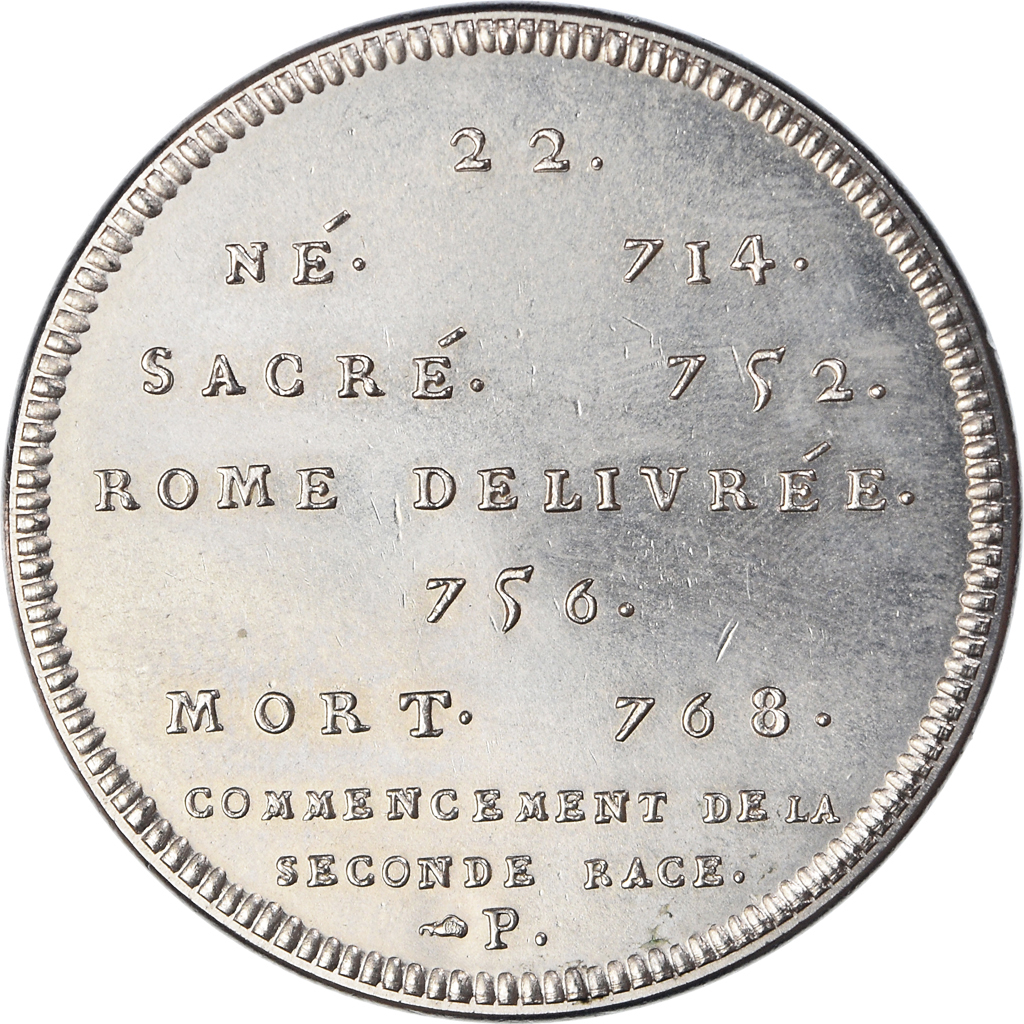 22.
NÉ. 714.
SACRÉ. 752.
ROME DELIVRÉE.
756.
MORT. 768.
COMMENCEMENT DE LA
SECONDE RACE.
P.